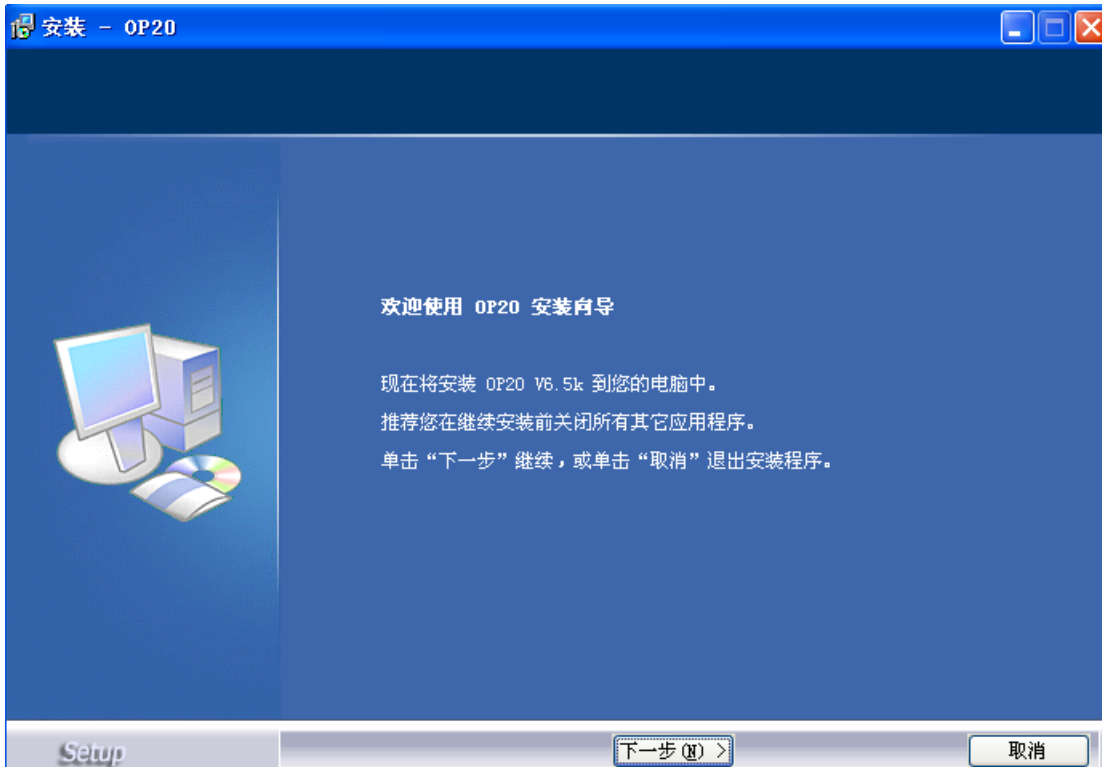 安装 - OP20
欢迎使用 OP20 安装向导
现在将安装 OP20 V6.5k 到您的电脑中。
推荐您在继续安装前关闭所有其它应用程序。
单击“下一步”继续，或单击“取消”退出安装程序。
Setup
下一步(N) >
取消